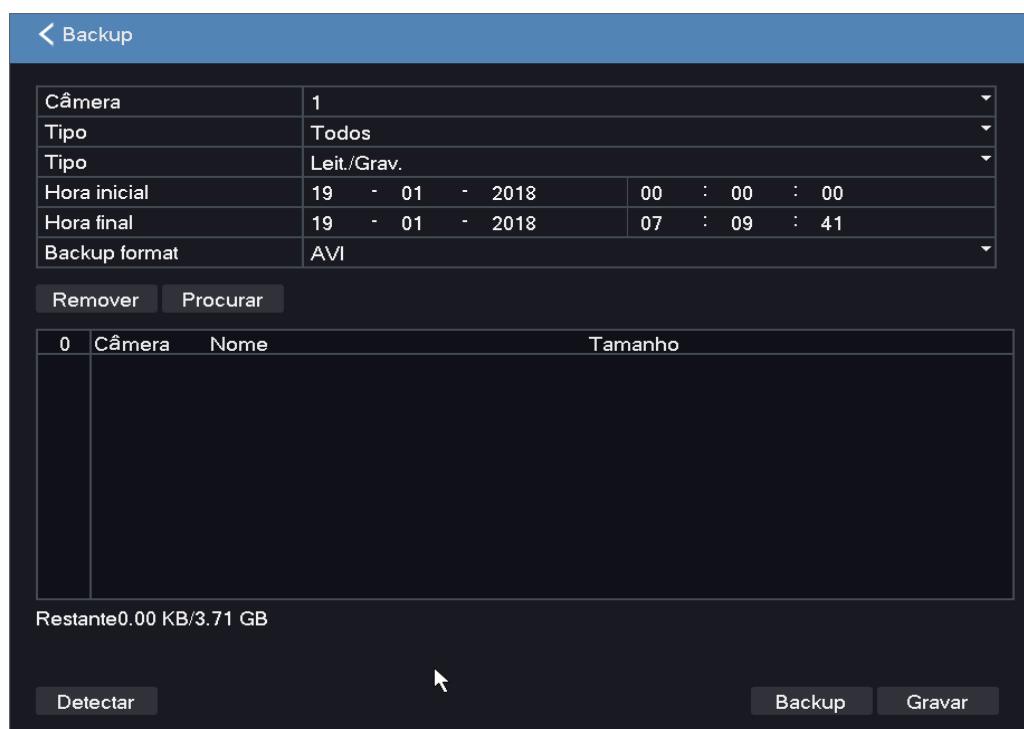 Backup
Câmera 1
Tipo Todos
Tipo Leit./Grav.
Hora inicial 19 - 01 - 2018 00 : 00 : 00
Hora final 19 - 01 - 2018 07 : 09 : 41
Backup format AVI
Remover Procurar
0 Câmera Nome Tamanho
Restante0.00 KB/3.71 GB
Detectar Backup Gravar